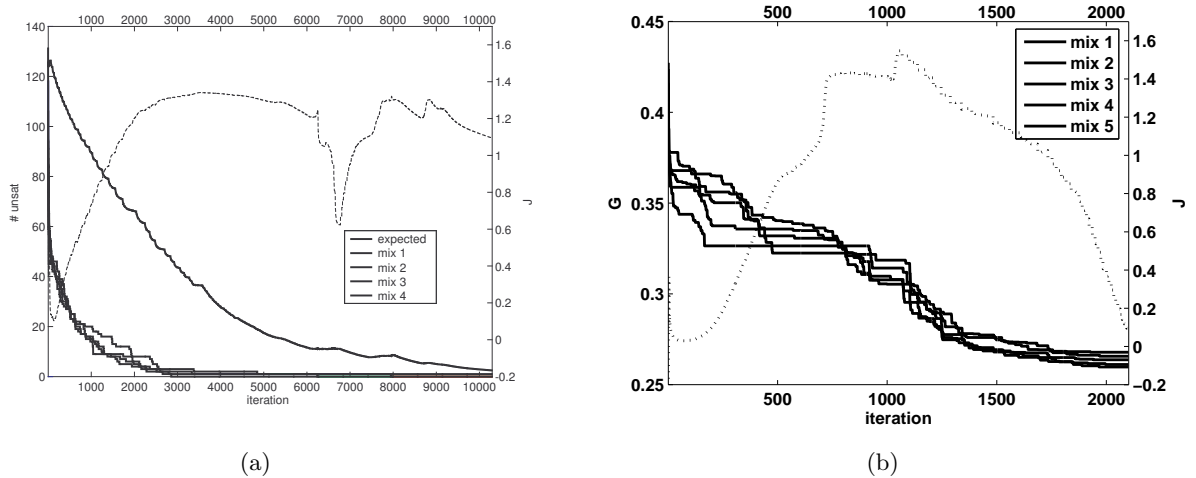 1000 2000 3000 4000 5000 6000 7000 8000 9000 10000
140
120
100
80
60
40
20
0
# unsat
1.6
1.4
1.2
1
0.8
0.6
0.4
0.2
0
-0.2
J
expected
mix 1
mix 2
mix 3
mix 4
1000 2000 3000 4000 5000 6000 7000 8000 9000 10000
iteration
(a)
500 1000 1500 2000
0.45
0.4
0.35
0.3
0.25
G
1.6
1.4
1.2
1
0.8
0.6
0.4
0.2
0
−0.2
J
mix 1
mix 2
mix 3
mix 4
mix 5
500 1000 1500 2000
iteration
(b)